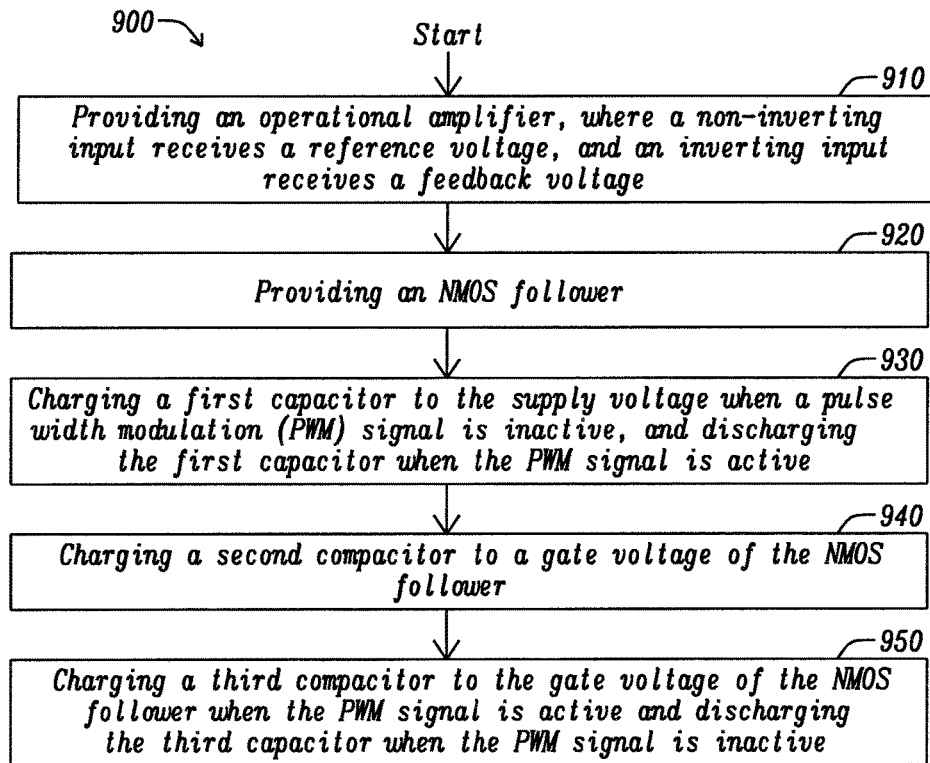 900
Start
910
Providing an operational amplifier, where a non-inverting
input receives a reference voltage, and an inverting input
receives a feedback voltage
920
Providing an NMOS follower
930
Charging a first capacitor to the supply voltage when a pulse
width modulation (PWM) signal is inactive, and discharging
the first capacitor when the PWM signal is active
940
Charging a second compacitor to a gate voltage of the NMOS
follower
950
Charging a third compacitor to the gate voltage of the NMOS
follower when the PWM signal is active and discharging
the third capacitor when the PWM signal is inactive